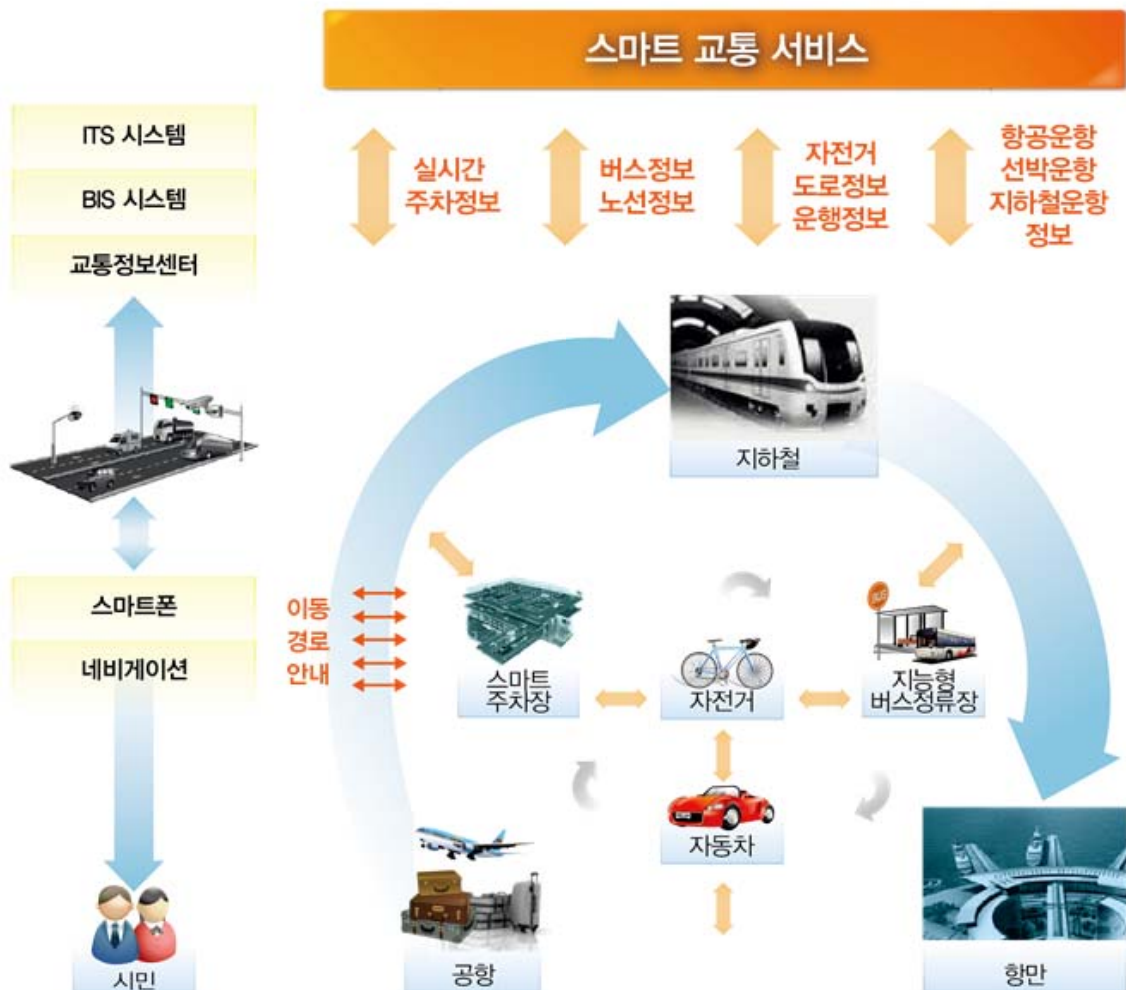 스마트 교통 서비스
ITS 시스템
BIS 시스템
교통정보센터
실시간
주차정보
버스정보
노선정보
자전거
도로정보
운행정보
항공운항
선박운항
지하철운항
정보
지하철
스마트폰
네비게이션
이동
경로
안내
스마트
주차장
자전거
BUS
지능형
버스정류장
자동차
시민
공항
항만